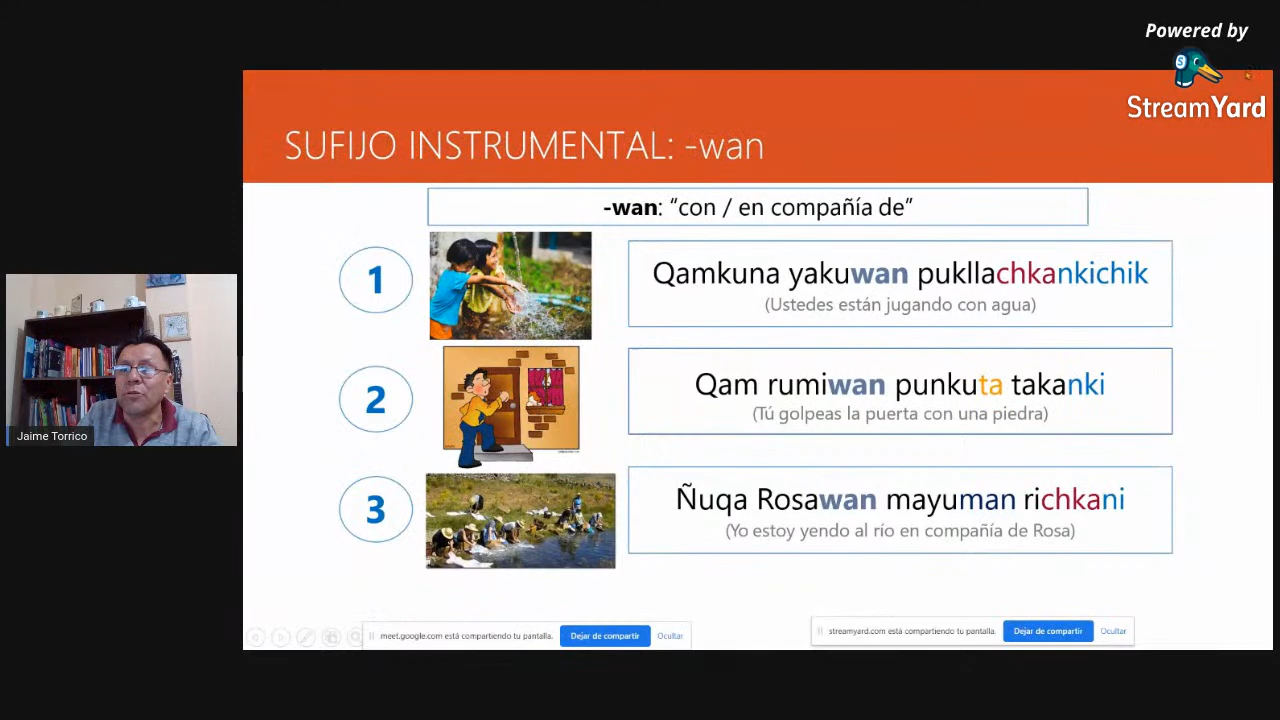 Powered by
StreamYard
SUFIJO INSTRUMENTAL: -wan
-wan: “con / en compañía de”
1
Qamkuna yakuwan pukllachkankichik
(Ustedes están jugando con agua)
2
Qam rumiwan punkuta takanki
(Tú golpeas la puerta con una piedra)
3
Ñuqa Rosawan mayuman richkani
(Yo estoy yendo al río en compañía de Rosa)
Jaime Torrico
meet.google.com está compartiendo tu pantalla. Dejar de compartir Ocultar
streamyard.com está compartiendo tu pantalla. Dejar de compartir Ocultar